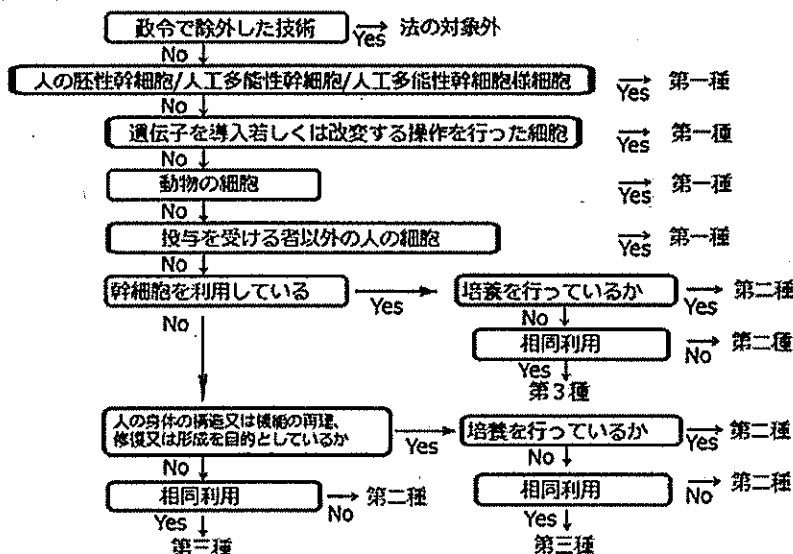 政令で除外した技術 Yes 法の対象外
No
人の胚性幹細胞/人工多能性幹細胞/人工多能性幹細胞様細胞 Yes 第一種
No
遺伝子を導入若しくは改変する操作を行った細胞 Yes 第一種
No
動物の細胞 Yes 第一種
No
投与を受ける者以外の人の細胞 Yes 第一種
No
幹細胞を利用している Yes 培養を行っているか Yes 第二種
No
No
相同利用 No 第二種
Yes
第3種
人の身体の構造又は機能の再建、
修復又は形成を目的としているか Yes 培養を行っているか Yes 第二種
No
No
相同利用 No 第二種
相同利用 No 第二種
Yes
Yes
第三種
第三種